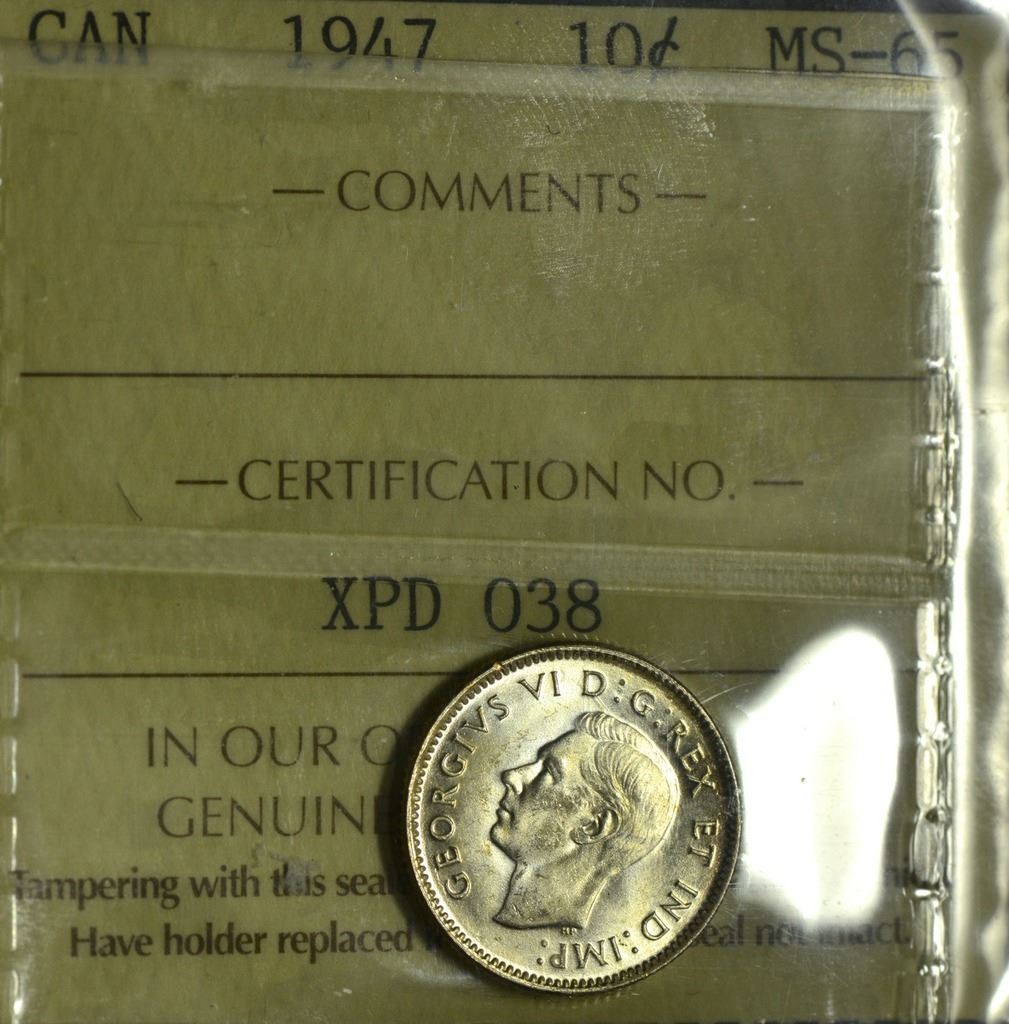 CAN 1947 10¢ MS-65
— COMMENTS —
— CERTIFICATION NO. —
XPD 038
IN OUR
GENUINE
Tampering with this seal
Have holder replaced seal not intact.
GEORGIVS VI D:G:REX ET IND:IMP:
HP